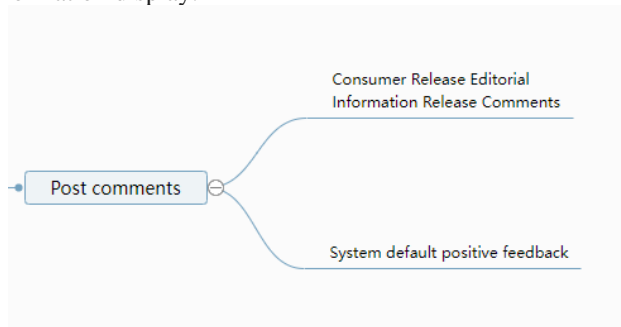 Consumer Release Editorial
Information Release Comments
Post comments
System default positive feedback